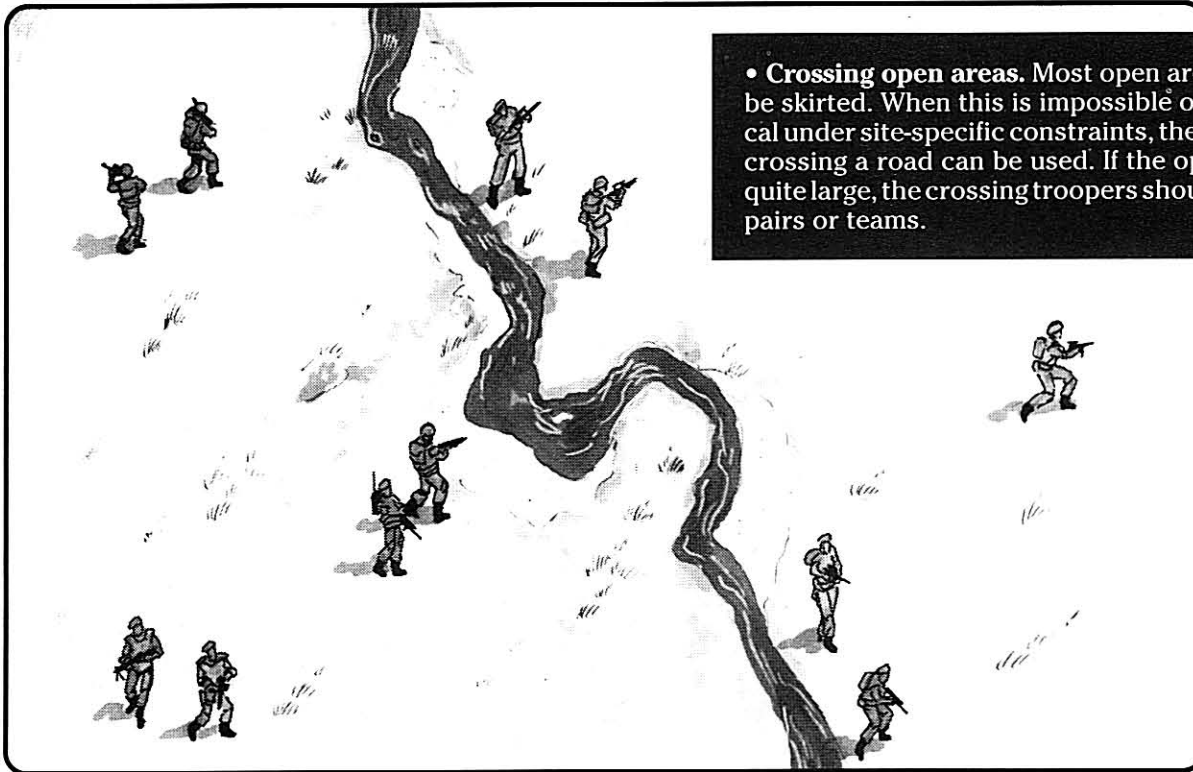 • Crossing open areas. Most open ar
be skirted. When this is impossible o
cal under site-specific constraints, the
crossing a road can be used. If the op
quite large, the crossing troopers shou
pairs or teams.